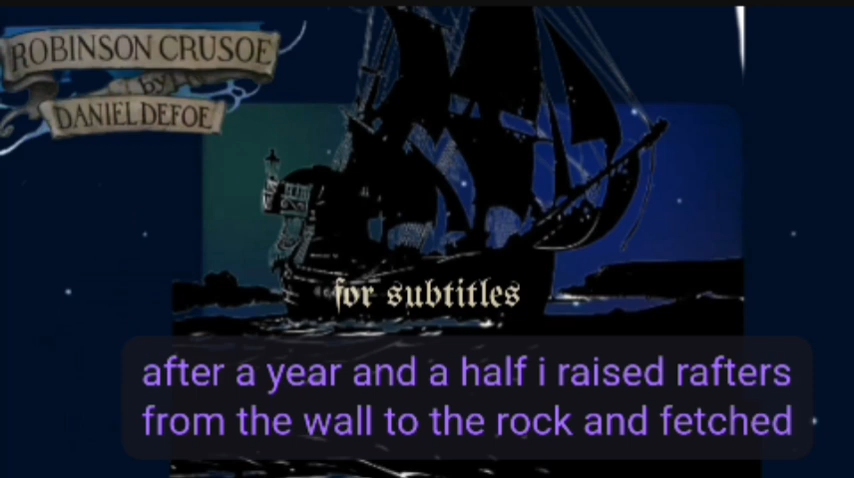 ROBINSON CRUSOE
by
DANIEL DEFOE
for subtitles
after a year and a half i raised rafters
from the wall to the rock and fetched